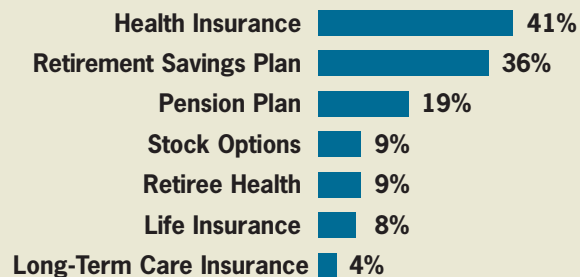 Health Insurance 41%
Retirement Savings Plan 36%
Pension Plan 19%
Stock Options 9%
Retiree Health 9%
Life Insurance 8%
Long-Term Care Insurance 4%